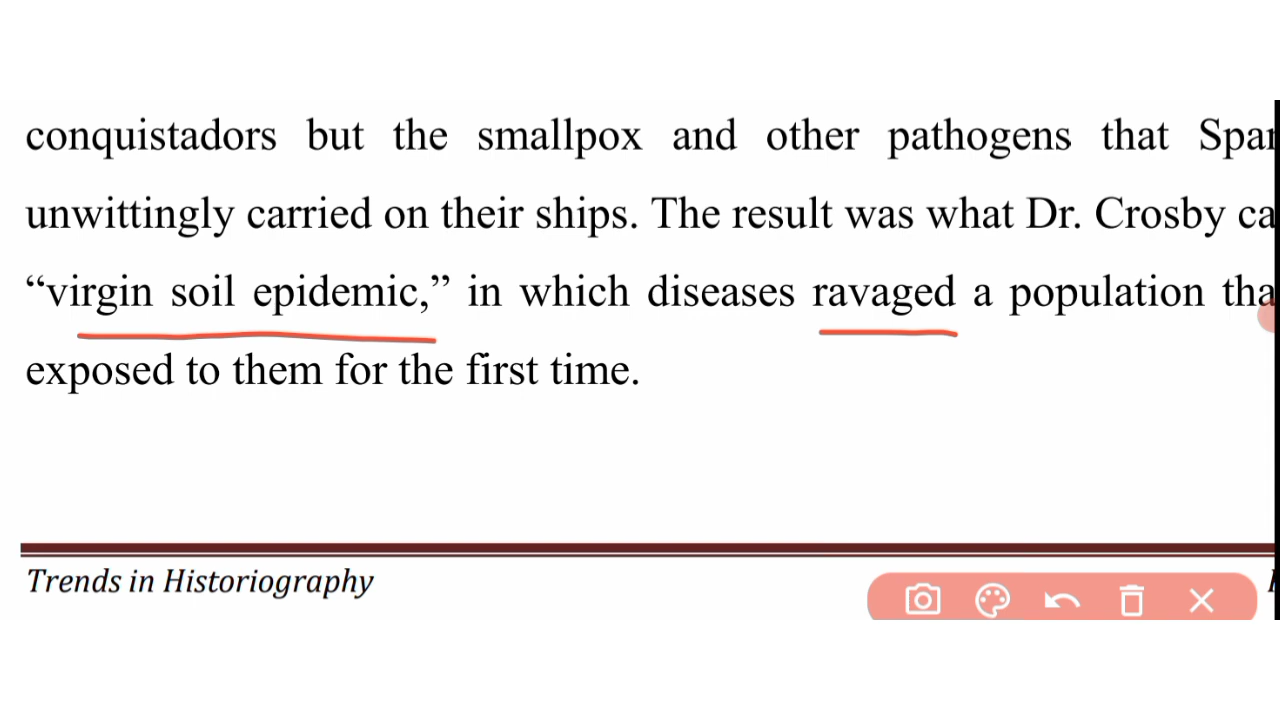 conquistadors but the smallpox and other pathogens that
unwittingly carried on their ships. The result was what Dr. Crosby
“virgin soil epidemic,” in which diseases ravaged a population
exposed to them for the first time.
Trends in Historiography